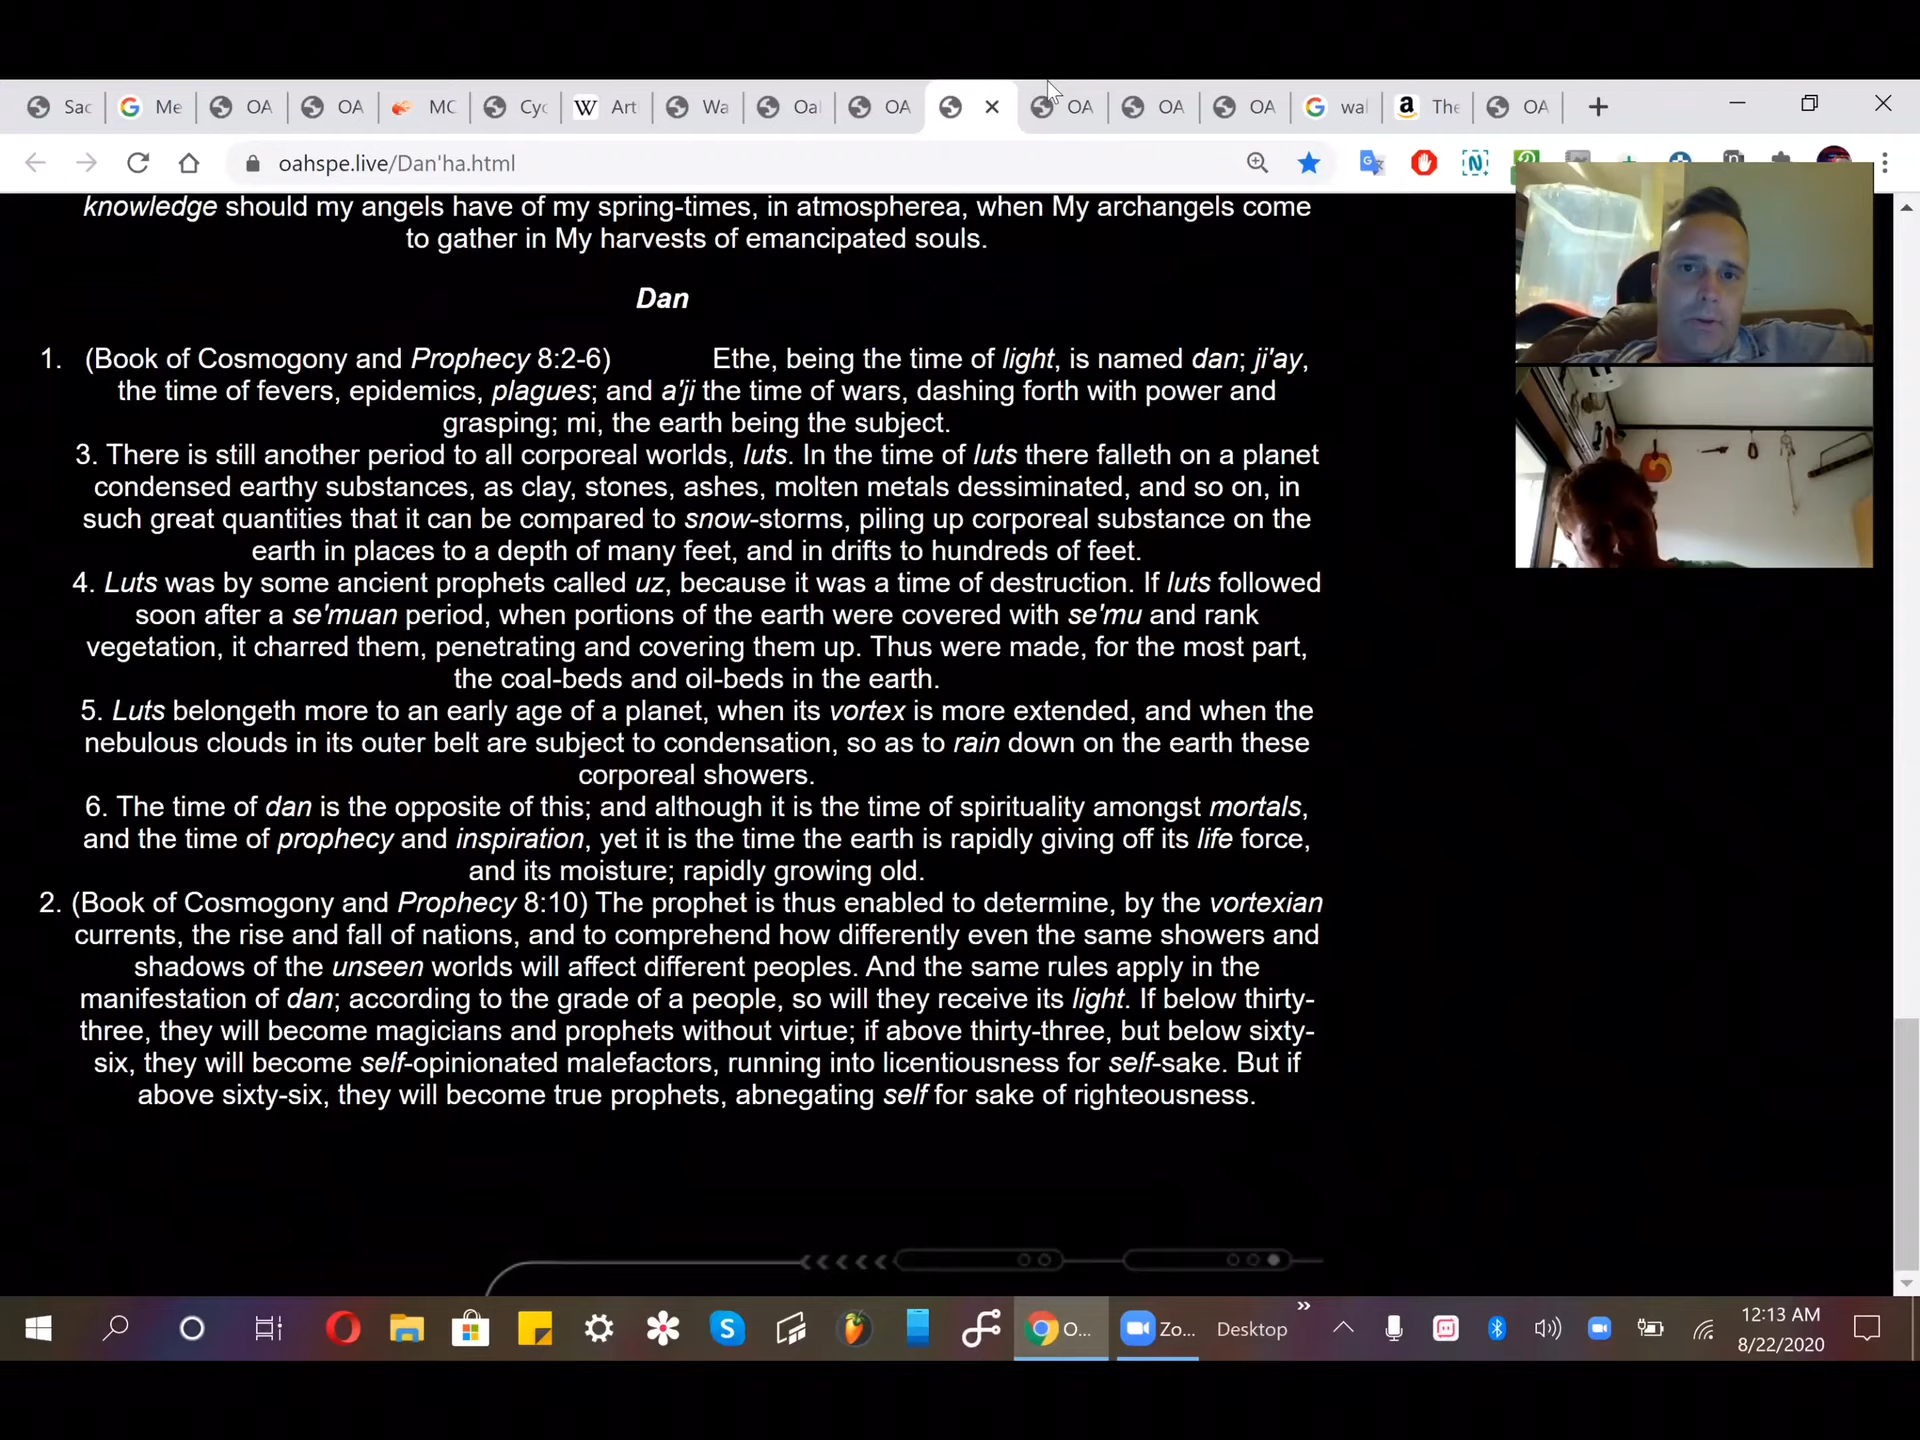 Sac
Me
OA
OA
MC
Cyc
Art
Wa
Oal
OA
OA
OA
OA
wal
The
OA
oahspe.live/Dan'ha.html
knowledge should my angels have of my spring-times, in atmospherea, when My archangels come
to gather in My harvests of emancipated souls.
Dan
1. (Book of Cosmogony and Prophecy 8:2-6) Ethe, being the time of light, is named dan; ji'ay,
the time of fevers, epidemics, plagues; and a'ji the time of wars, dashing forth with power and
grasping; mi, the earth being the subject.
3. There is still another period to all corporeal worlds, luts. In the time of luts there falleth on a planet
condensed earthy substances, as clay, stones, ashes, molten metals dessiminated, and so on, in
such great quantities that it can be compared to snow-storms, piling up corporeal substance on the
earth in places to a depth of many feet, and in drifts to hundreds of feet.
4. Luts was by some ancient prophets called uz, because it was a time of destruction. If luts followed
soon after a se'muan period, when portions of the earth were covered with se'mu and rank
vegetation, it charred them, penetrating and covering them up. Thus were made, for the most part,
the coal-beds and oil-beds in the earth.
5. Luts belongeth more to an early age of a planet, when its vortex is more extended, and when the
nebulous clouds in its outer belt are subject to condensation, so as to rain down on the earth these
corporeal showers.
6. The time of dan is the opposite of this; and although it is the time of spirituality amongst mortals,
and the time of prophecy and inspiration, yet it is the time the earth is rapidly giving off its life force,
and its moisture; rapidly growing old.
2. (Book of Cosmogony and Prophecy 8:10) The prophet is thus enabled to determine, by the vortexian
currents, the rise and fall of nations, and to comprehend how differently even the same showers and
shadows of the unseen worlds will affect different peoples. And the same rules apply in the
manifestation of dan; according to the grade of a people, so will they receive its light. If below thirty-
three, they will become magicians and prophets without virtue; if above thirty-three, but below sixty-
six, they will become self-opinionated malefactors, running into licentiousness for self-sake. But if
above sixty-six, they will become true prophets, abnegating self for sake of righteousness.
O...
Zo...
Desktop
12:13 AM
8/22/2020